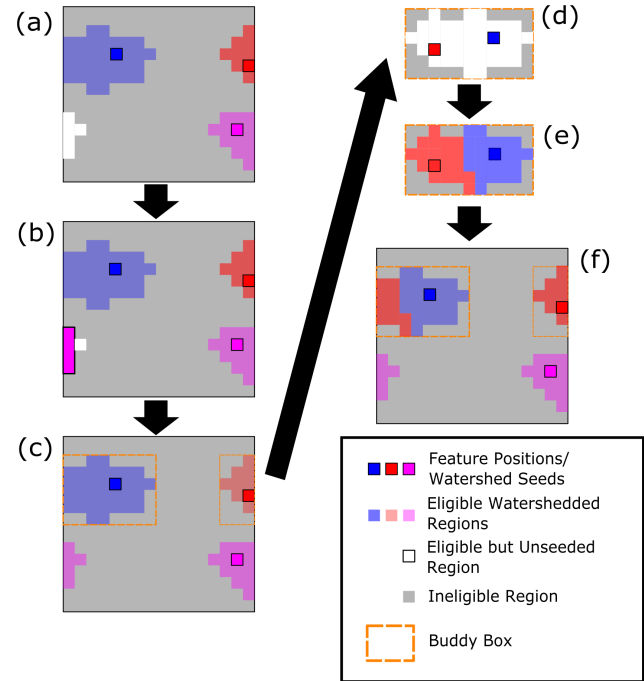 (a)
(b)
(c)
(d)
(e)
(f)
Feature Positions/
Watershed Seeds
Eligible Watershedded
Regions
Eligible but Unseeded
Region
Ineligible Region
Buddy Box